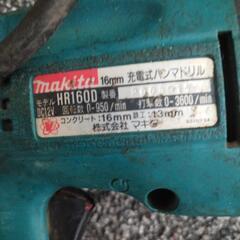 makita 16mm 充電式ハンマドリル
モデル HR160D 製番
DC12V 回転数 0-950/min 打撃数 0-3600/min
コンクリート:16mm 鉄工:13mm
株式会社 マキタ